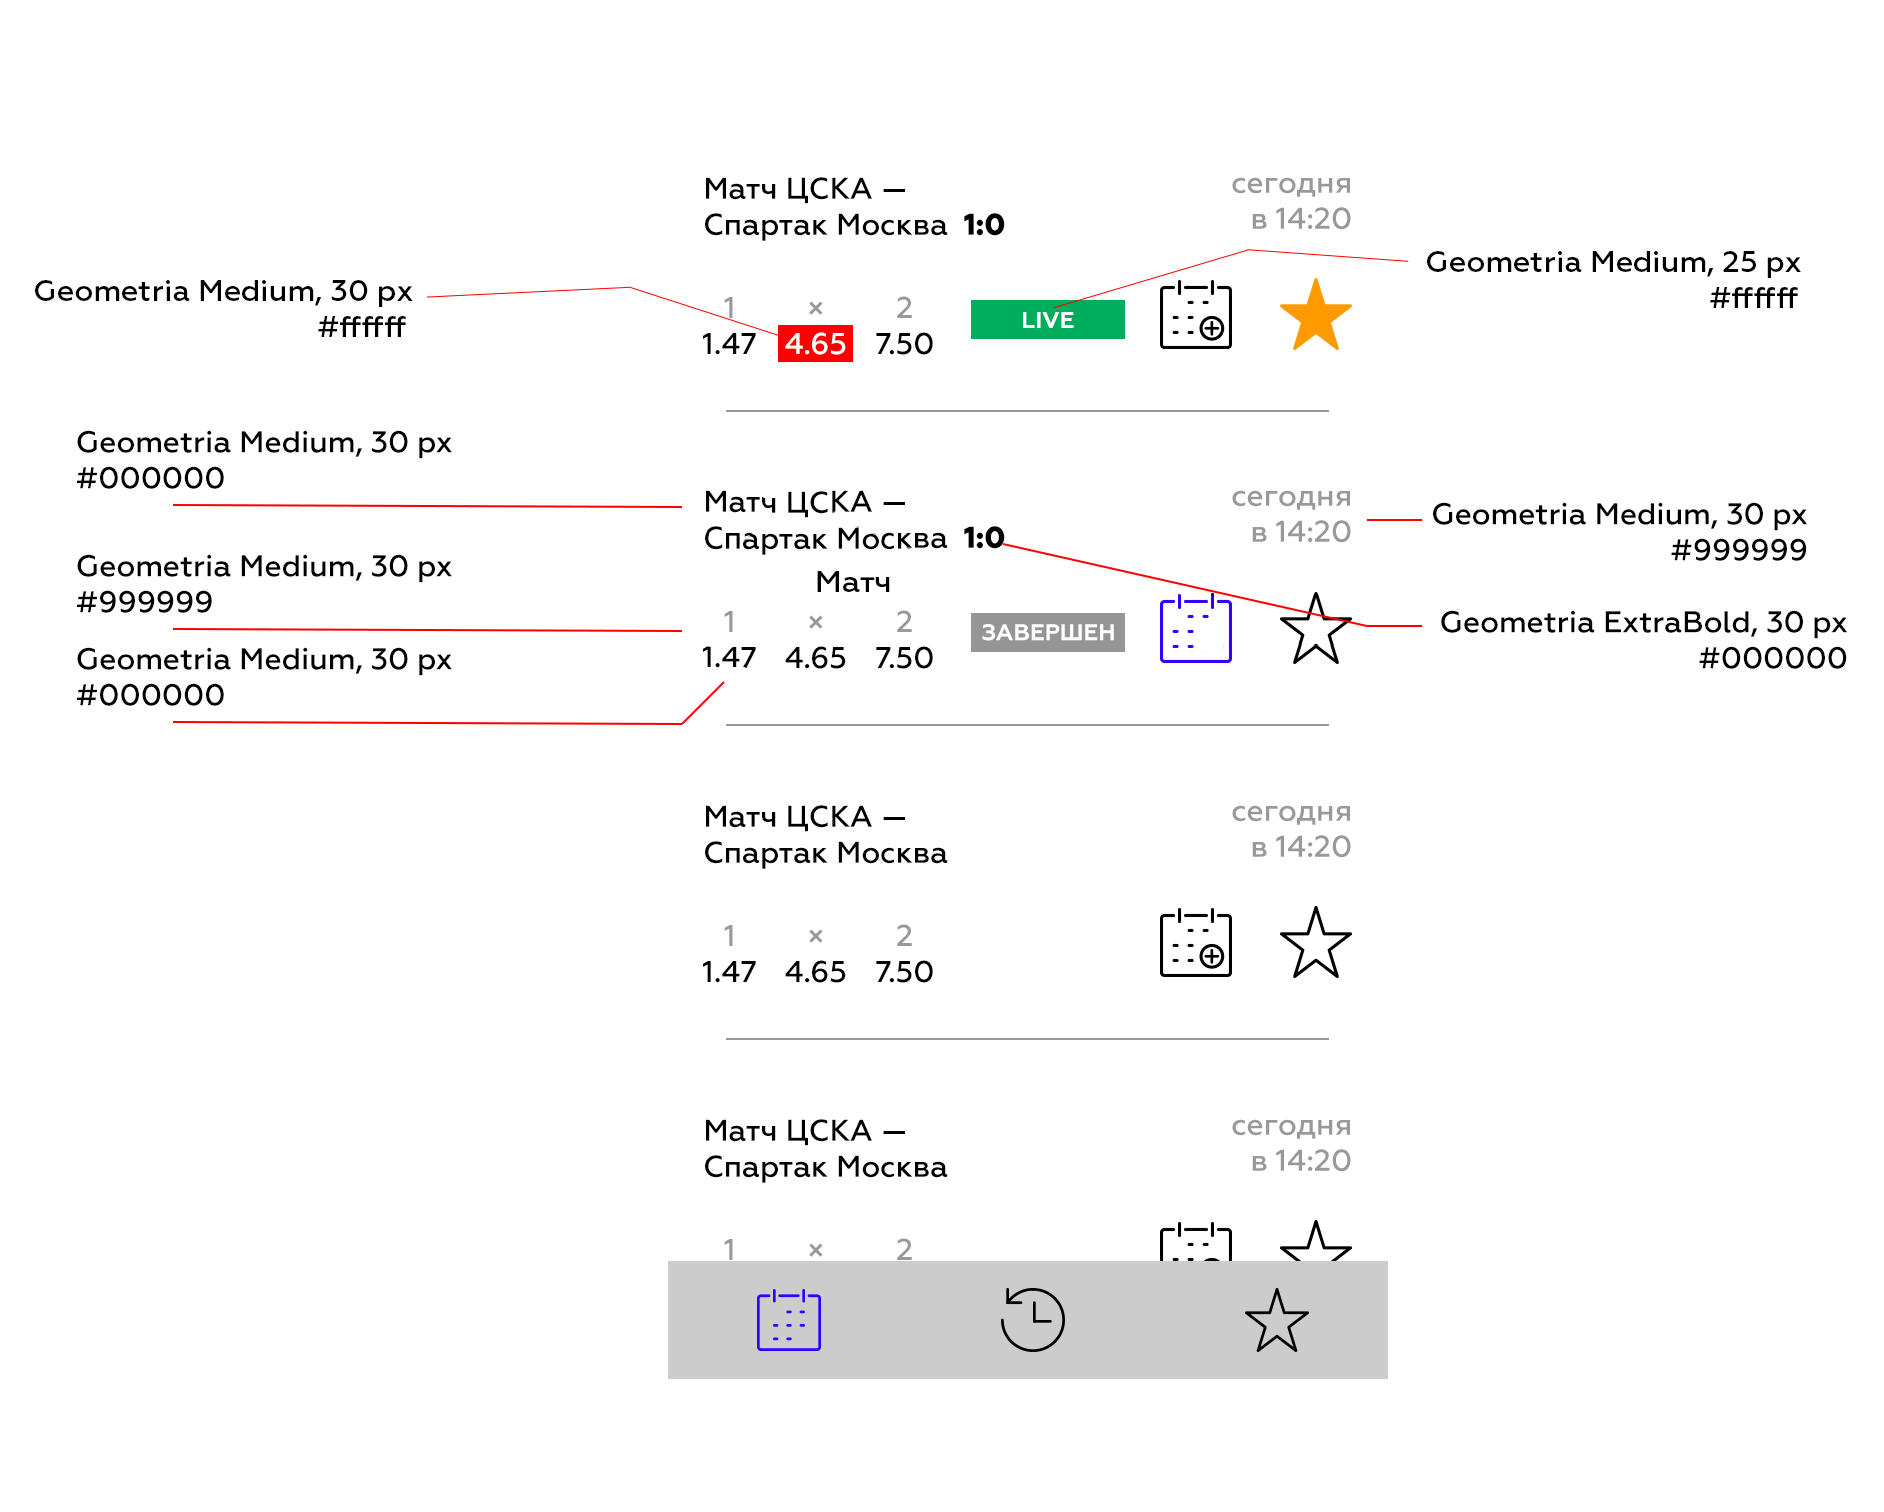 Матч ЦСКА —
Спартак Москва 1:0
сегодня
в 14:20
Geometria Medium, 30 px
#ffffff
Geometria Medium, 25 px
#ffffff
1 × 2
1.47 4.65 7.50
LIVE
Geometria Medium, 30 px
#000000
Матч ЦСКА —
Спартак Москва 1:0
сегодня
в 14:20
Geometria Medium, 30 px
#999999
Geometria Medium, 30 px
#999999
Матч
1 × 2
1.47 4.65 7.50
ЗАВЕРШЕН
Geometria ExtraBold, 30 px
#000000
Geometria Medium, 30 px
#000000
Матч ЦСКА —
Спартак Москва
сегодня
в 14:20
1 × 2
1.47 4.65 7.50
Матч ЦСКА —
Спартак Москва
сегодня
в 14:20
1 × 2